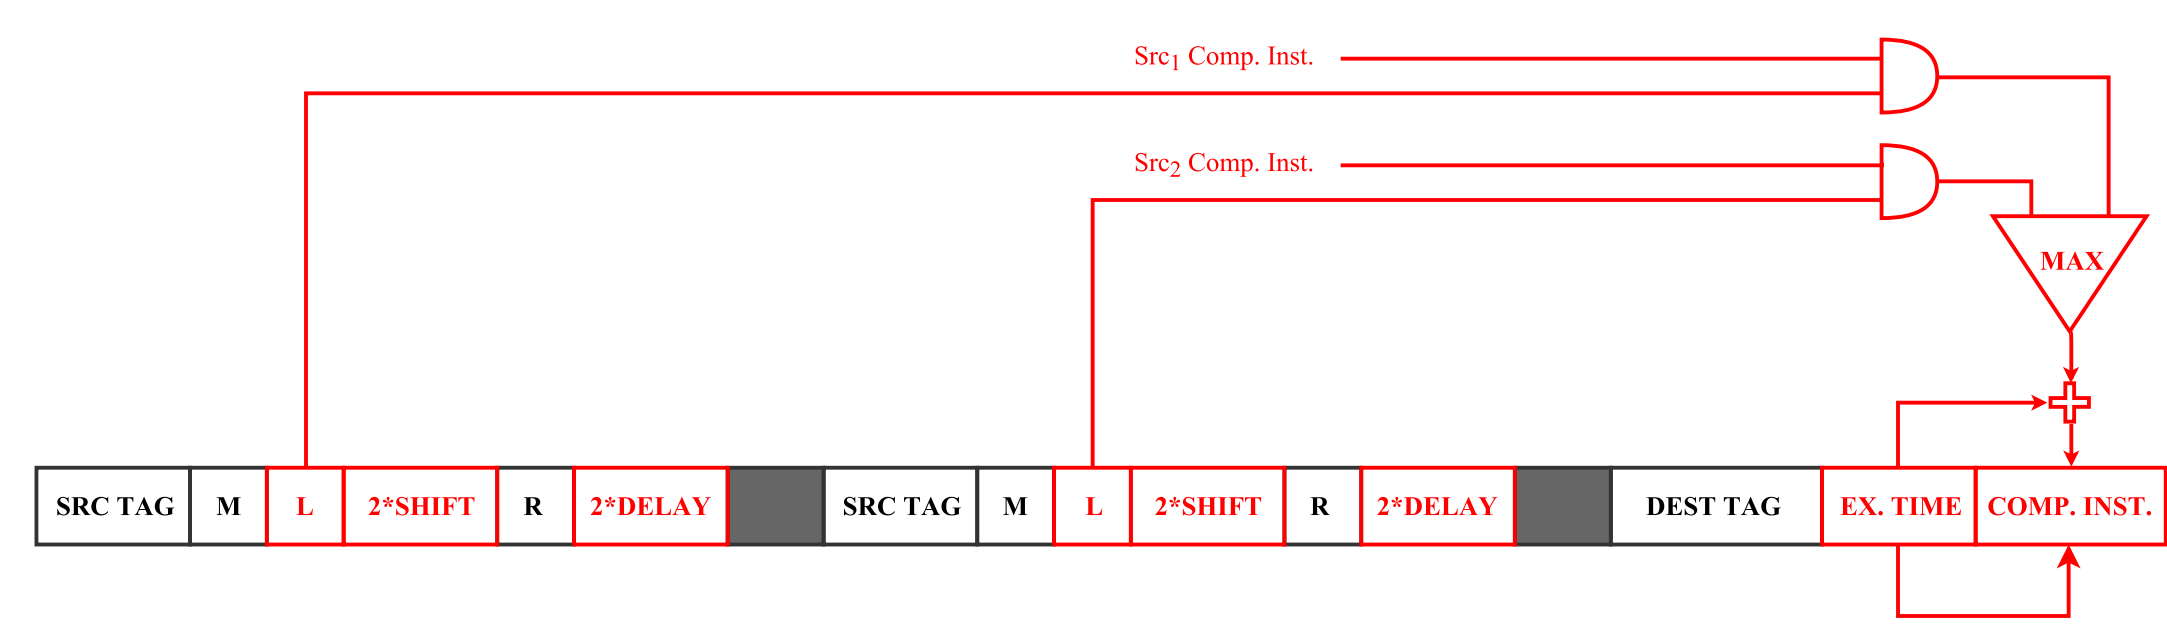 Src1 Comp. Inst.
Src2 Comp. Inst.
MAX
SRC TAG M L 2*SHIFT R 2*DELAY SRC TAG M L 2*SHIFT R 2*DELAY DEST TAG EX. TIME COMP. INST.